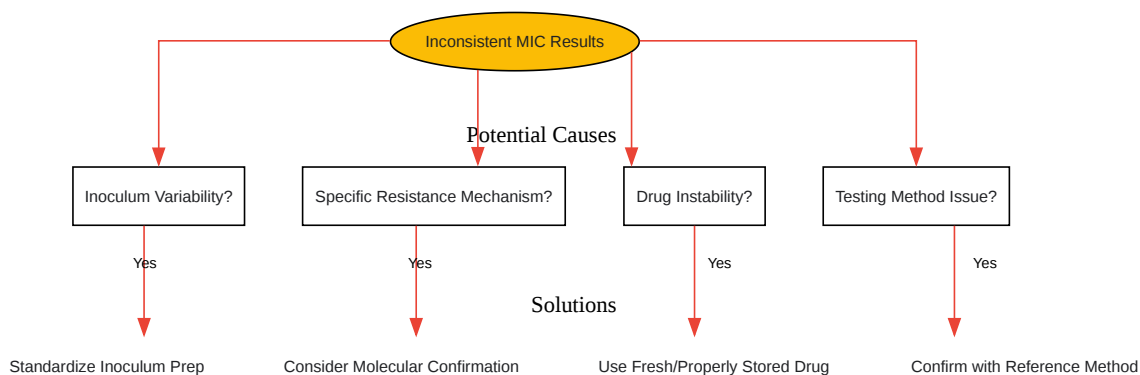 Inconsistent MIC Results
Potential Causes
Inoculum Variability?
Specific Resistance Mechanism?
Drug Instability?
Testing Method Issue?
Yes
Yes
Yes
Yes
Solutions
Standardize Inoculum Prep
Consider Molecular Confirmation
Use Fresh/Properly Stored Drug
Confirm with Reference Method